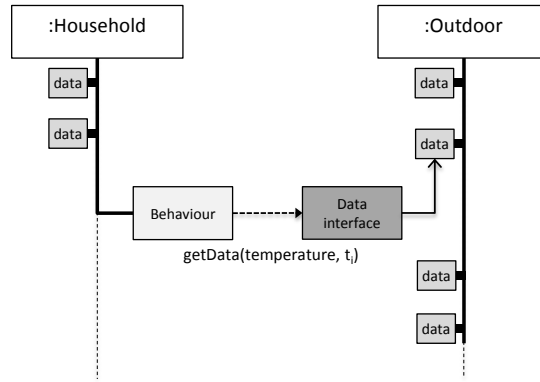 :Household
:Outdoor
data
data
data
data
Behaviour
Data
interface
getData(temperature, tᵢ)
data
data